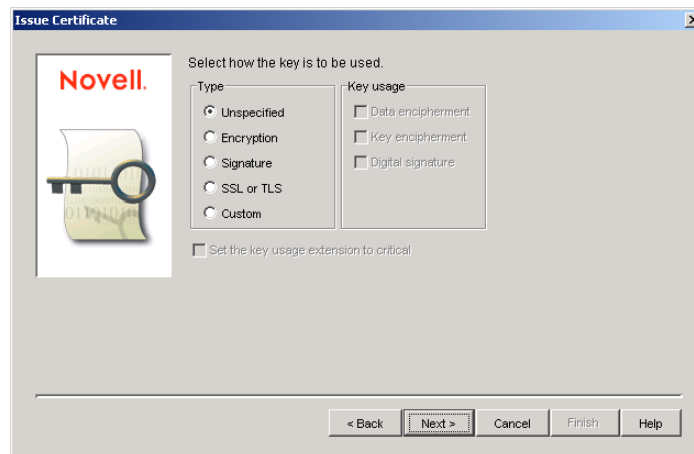 Issue Certificate
Novell.
Select how the key is to be used.
Type
Unspecified
Encryption
Signature
SSL or TLS
Custom
Key usage
Data encipherment
Key encipherment
Digital signature
Set the key usage extension to critical
< Back Next > Cancel Finish Help